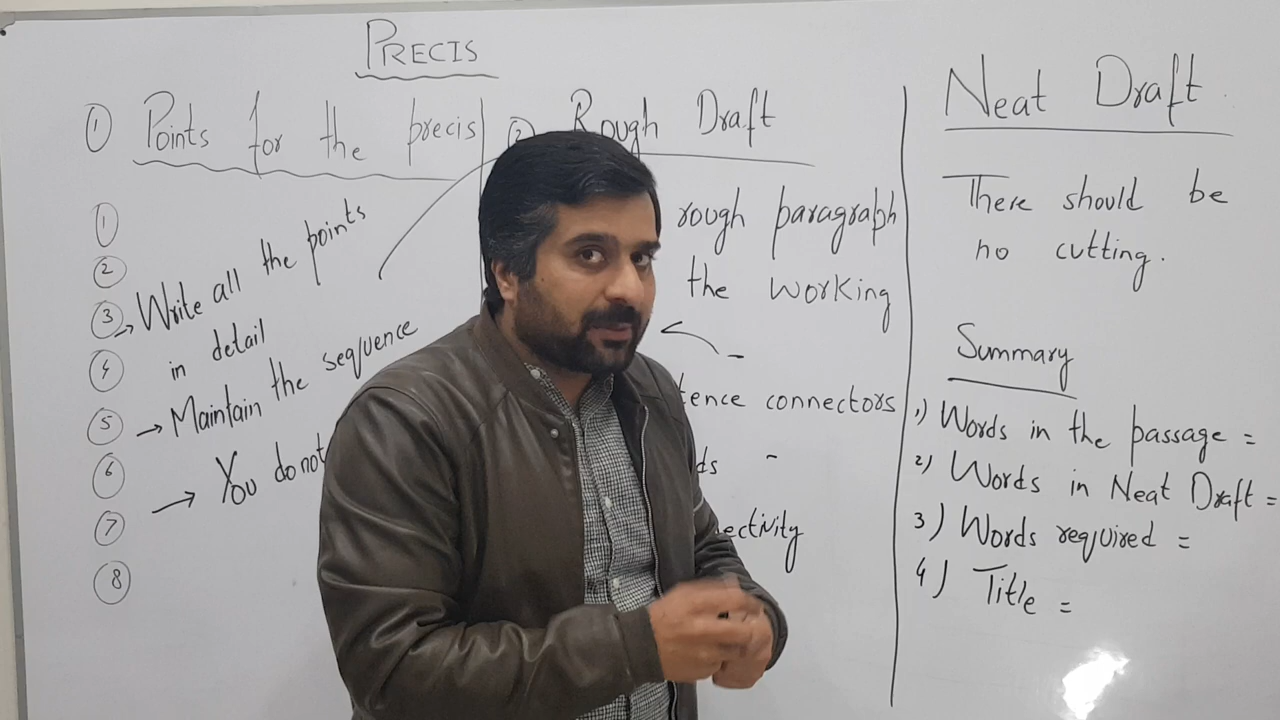 PRECIS
① Points for the precis
①
②
③
④
⑤
⑥
⑦
⑧
→ Write all the points
in detail
→ Maintain the sequence
→ You do not
② Rough Draft
rough paragraph
the working
connectors
Neat Draft
There should be
no cutting.
Summary
1) Words in the passage =
2) Words in Neat Draft =
3) Words required =
4) Title =